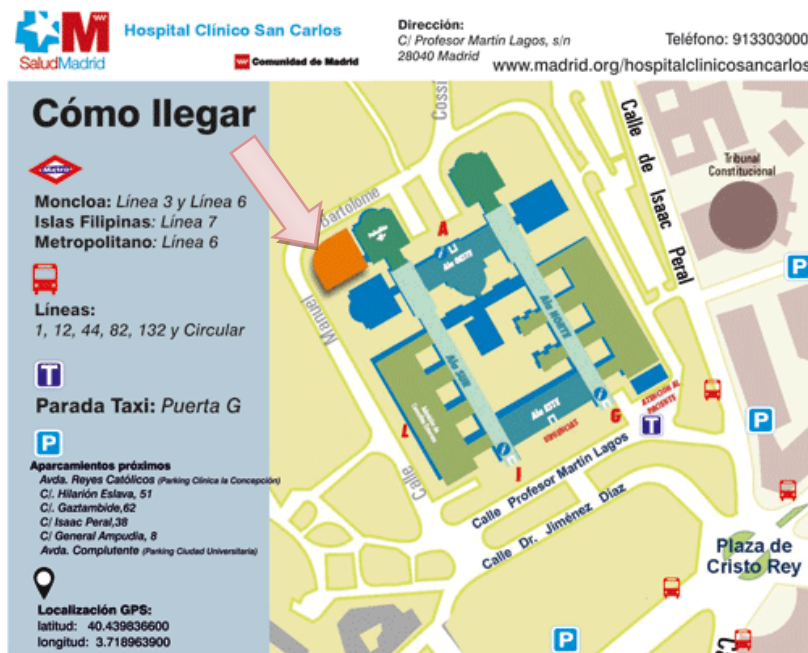 M
SaludMadrid
Hospital Clínico San Carlos
Comunidad de Madrid
Dirección:
C/ Profesor Martín Lagos, s/n
28040 Madrid
Teléfono: 913303000
www.madrid.org/hospitalclinicosancarlos
Cómo llegar
Metro
Moncloa: Línea 3 y Línea 6
Islas Filipinas: Línea 7
Metropolitano: Línea 6
Líneas:
1, 12, 44, 82, 132 y Circular
T
Parada Taxi: Puerta G
P
Aparcamientos próximos
Avda. Reyes Católicos (Parking Clínica la Concepción)
C/. Hilarión Eslava, 51
C/. Gaztambide,62
C/ Isaac Peral,38
C/ General Ampudia, 8
Avda. Complutente (Parking Ciudad Universitaria)
Localización GPS:
latitud: 40.439836600
longitud: 3.718963900
Cossi
Bartolome
Manuel
Calle
Calle de Isaac Peral
Tribunal
Constitucional
P
A
Ala OESTE
Ala NORTE
Ala SUR
Ala ESTE
URGENCIAS
ATENCIÓN AL
PACIENTE
L
I
G
T
P
Calle Profesor Martín Lagos
Calle Dr. Jiménez Díaz
Plaza de
Cristo Rey
P
Ca